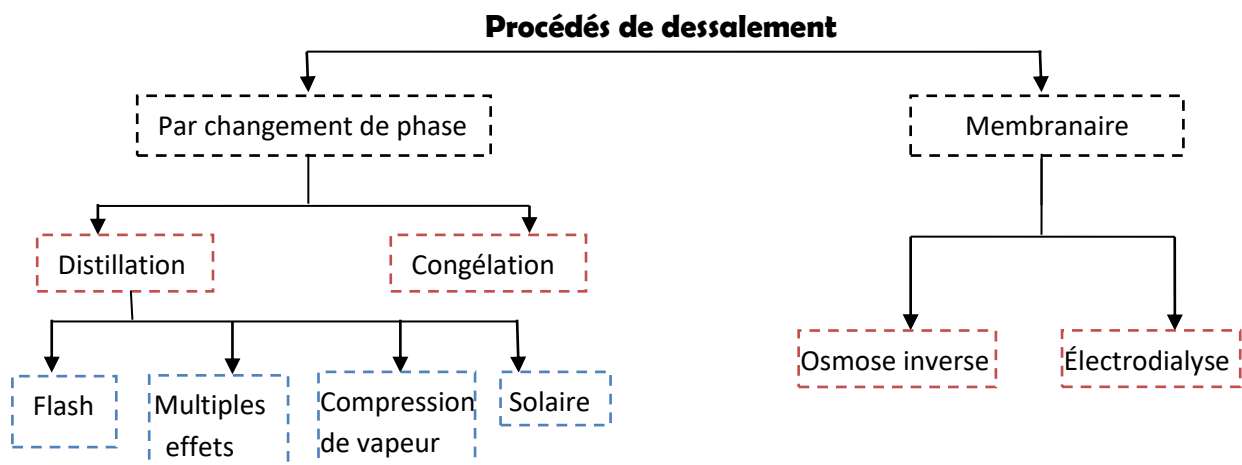 Procédés de dessalement
Par changement de phase
Membranaire
Distillation
Congélation
Osmose inverse
Électrodialyse
Flash
Multiples
effets
Compression
de vapeur
Solaire